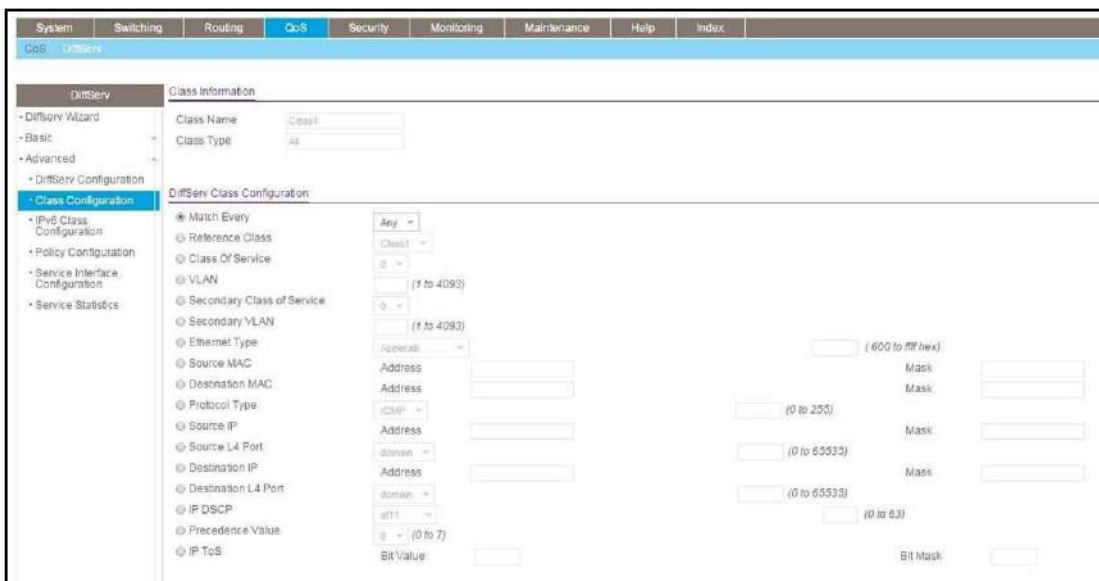 System Switching Routing QoS Security Monitoring Maintenance Help Index
CoS DiffServ
DiffServ
• Diffserv Wizard
• Basic
• Advanced
• DiffServ Configuration
• Class Configuration
• IPv6 Class
Configuration
• Policy Configuration
• Service Interface
Configuration
• Service Statistics
Class Information
Class Name Class4
Class Type All
DiffServ Class Configuration
Match Every Any
Reference Class Class1
Class Of Service 0
VLAN (1 to 4093)
Secondary Class of Service 0
Secondary VLAN (1 to 4093)
Ethernet Type Appletalk (600 to ffff hex)
Source MAC Address Mask
Destination MAC Address Mask
Protocol Type ICMP (0 to 255)
Source IP Address Mask
Source L4 Port domain (0 to 65535)
Destination IP Address Mask
Destination L4 Port domain (0 to 65535)
IP DSCP af11 (0 to 63)
Precedence Value 0 (0 to 7)
IP ToS Bit Value Bit Mask